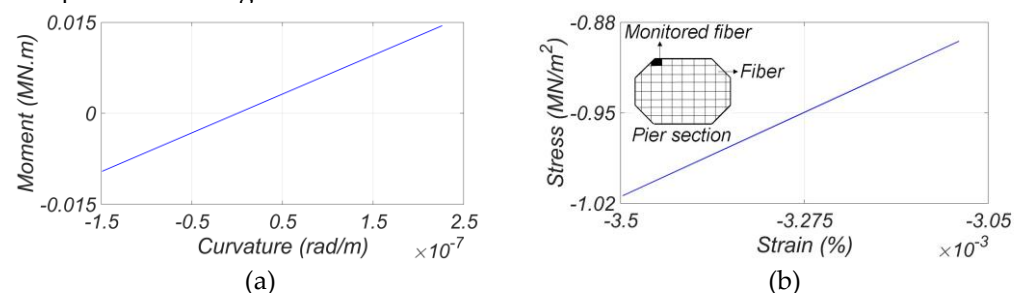 0.015
0
-0.015
Moment (MN.m)
-1.5
-0.5
0.5
1.5
2.5
Curvature (rad/m)
×10⁻⁷
(a)
-0.88
-0.95
-1.02
Stress (MN/m²)
Monitored fiber
Fiber
Pier section
-3.5
-3.275
-3.05
Strain (%)
×10⁻³
(b)